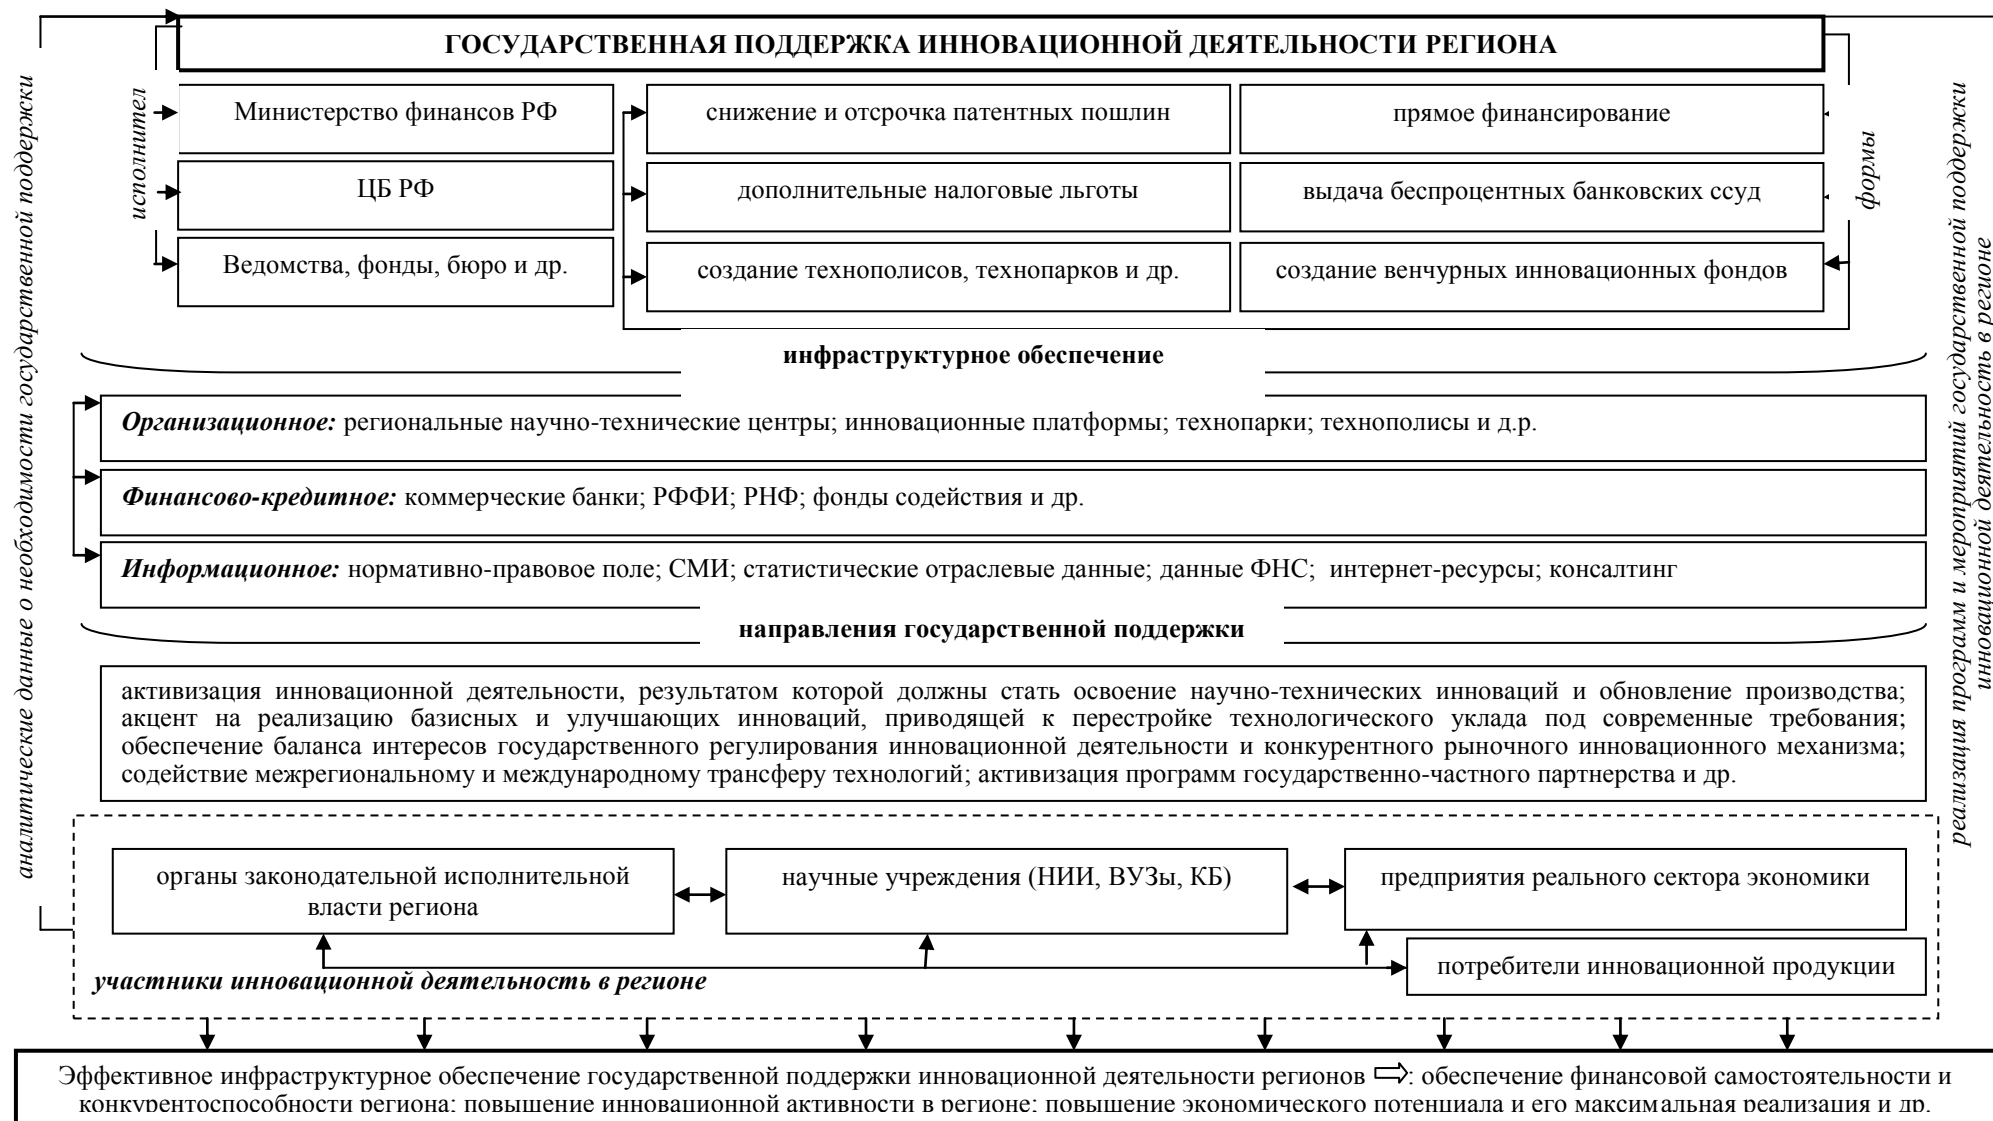 ГОСУДАРСТВЕННАЯ ПОДДЕРЖКА ИННОВАЦИОННОЙ ДЕЯТЕЛЬНОСТИ РЕГИОНА
аналитические данные о необходимости государственной поддержки
исполнител
Министерство финансов РФ
ЦБ РФ
Ведомства, фонды, бюро и др.
снижение и отсрочка патентных пошлин
дополнительные налоговые льготы
создание технополисов, технопарков и др.
прямое финансирование
выдача беспроцентных банковских ссуд
создание венчурных инновационных фондов
формы
реализация программ и мероприятий государственной поддержки
инновационной деятельность в регионе
инфраструктурное обеспечение
Организационное: региональные научно-технические центры; инновационные платформы; технопарки; технополисы и д.р.
Финансово-кредитное: коммерческие банки; РФФИ; РНФ; фонды содействия и др.
Информационное: нормативно-правовое поле; СМИ; статистические отраслевые данные; данные ФНС; интернет-ресурсы; консалтинг
направления государственной поддержки
активизация инновационной деятельности, результатом которой должны стать освоение научно-технических инноваций и обновление производства;
акцент на реализацию базисных и улучшающих инноваций, приводящей к перестройке технологического уклада под современные требования;
обеспечение баланса интересов государственного регулирования инновационной деятельности и конкурентного рыночного инновационного механизма;
содействие межрегиональному и международному трансферу технологий; активизация программ государственно-частного партнерства и др.
органы законодательной исполнительной
власти региона
научные учреждения (НИИ, ВУЗы, КБ)
предприятия реального сектора экономики
потребители инновационной продукции
участники инновационной деятельность в регионе
Эффективное инфраструктурное обеспечение государственной поддержки инновационной деятельности регионов ⇨: обеспечение финансовой самостоятельности и
конкурентоспособности региона; повышение инновационной активности в регионе; повышение экономического потенциала и его максимальная реализация и др.